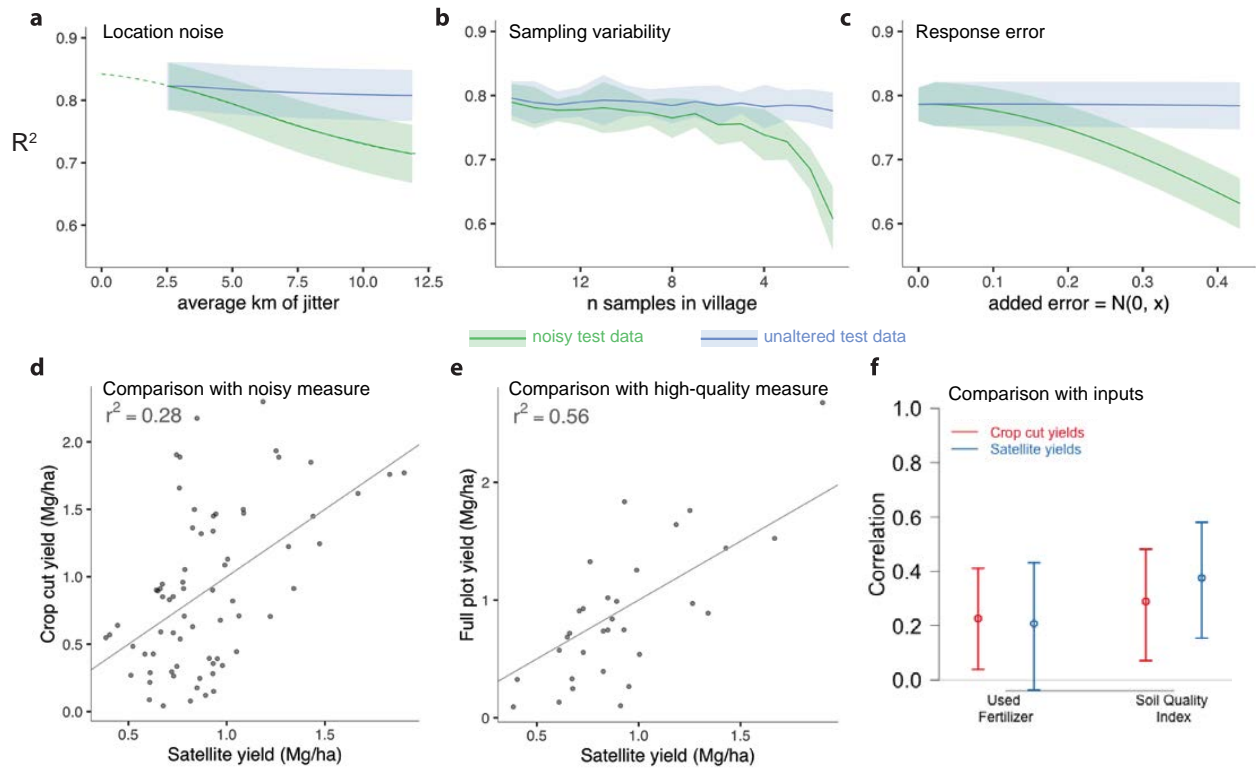 a
Location noise
R²
0.9
0.8
0.7
0.6
0.0 2.5 5.0 7.5 10.0 12.5
average km of jitter
b
Sampling variability
0.9
0.8
0.7
0.6
12 8 4
n samples in village
c
Response error
0.9
0.8
0.7
0.6
0.0 0.1 0.2 0.3 0.4
added error = N(0, x)
noisy test data
unaltered test data
d
Comparison with noisy measure
r² = 0.28
Crop cut yield (Mg/ha)
2.0
1.5
1.0
0.5
0.0
0.5 1.0 1.5
Satellite yield (Mg/ha)
e
Comparison with high-quality measure
r² = 0.56
Full plot yield (Mg/ha)
2
1
0
0.5 1.0 1.5
Satellite yield (Mg/ha)
f
Comparison with inputs
Crop cut yields
Satellite yields
Correlation
1.0
0.8
0.6
0.4
0.2
0.0
Used
Fertilizer
Soil Quality
Index